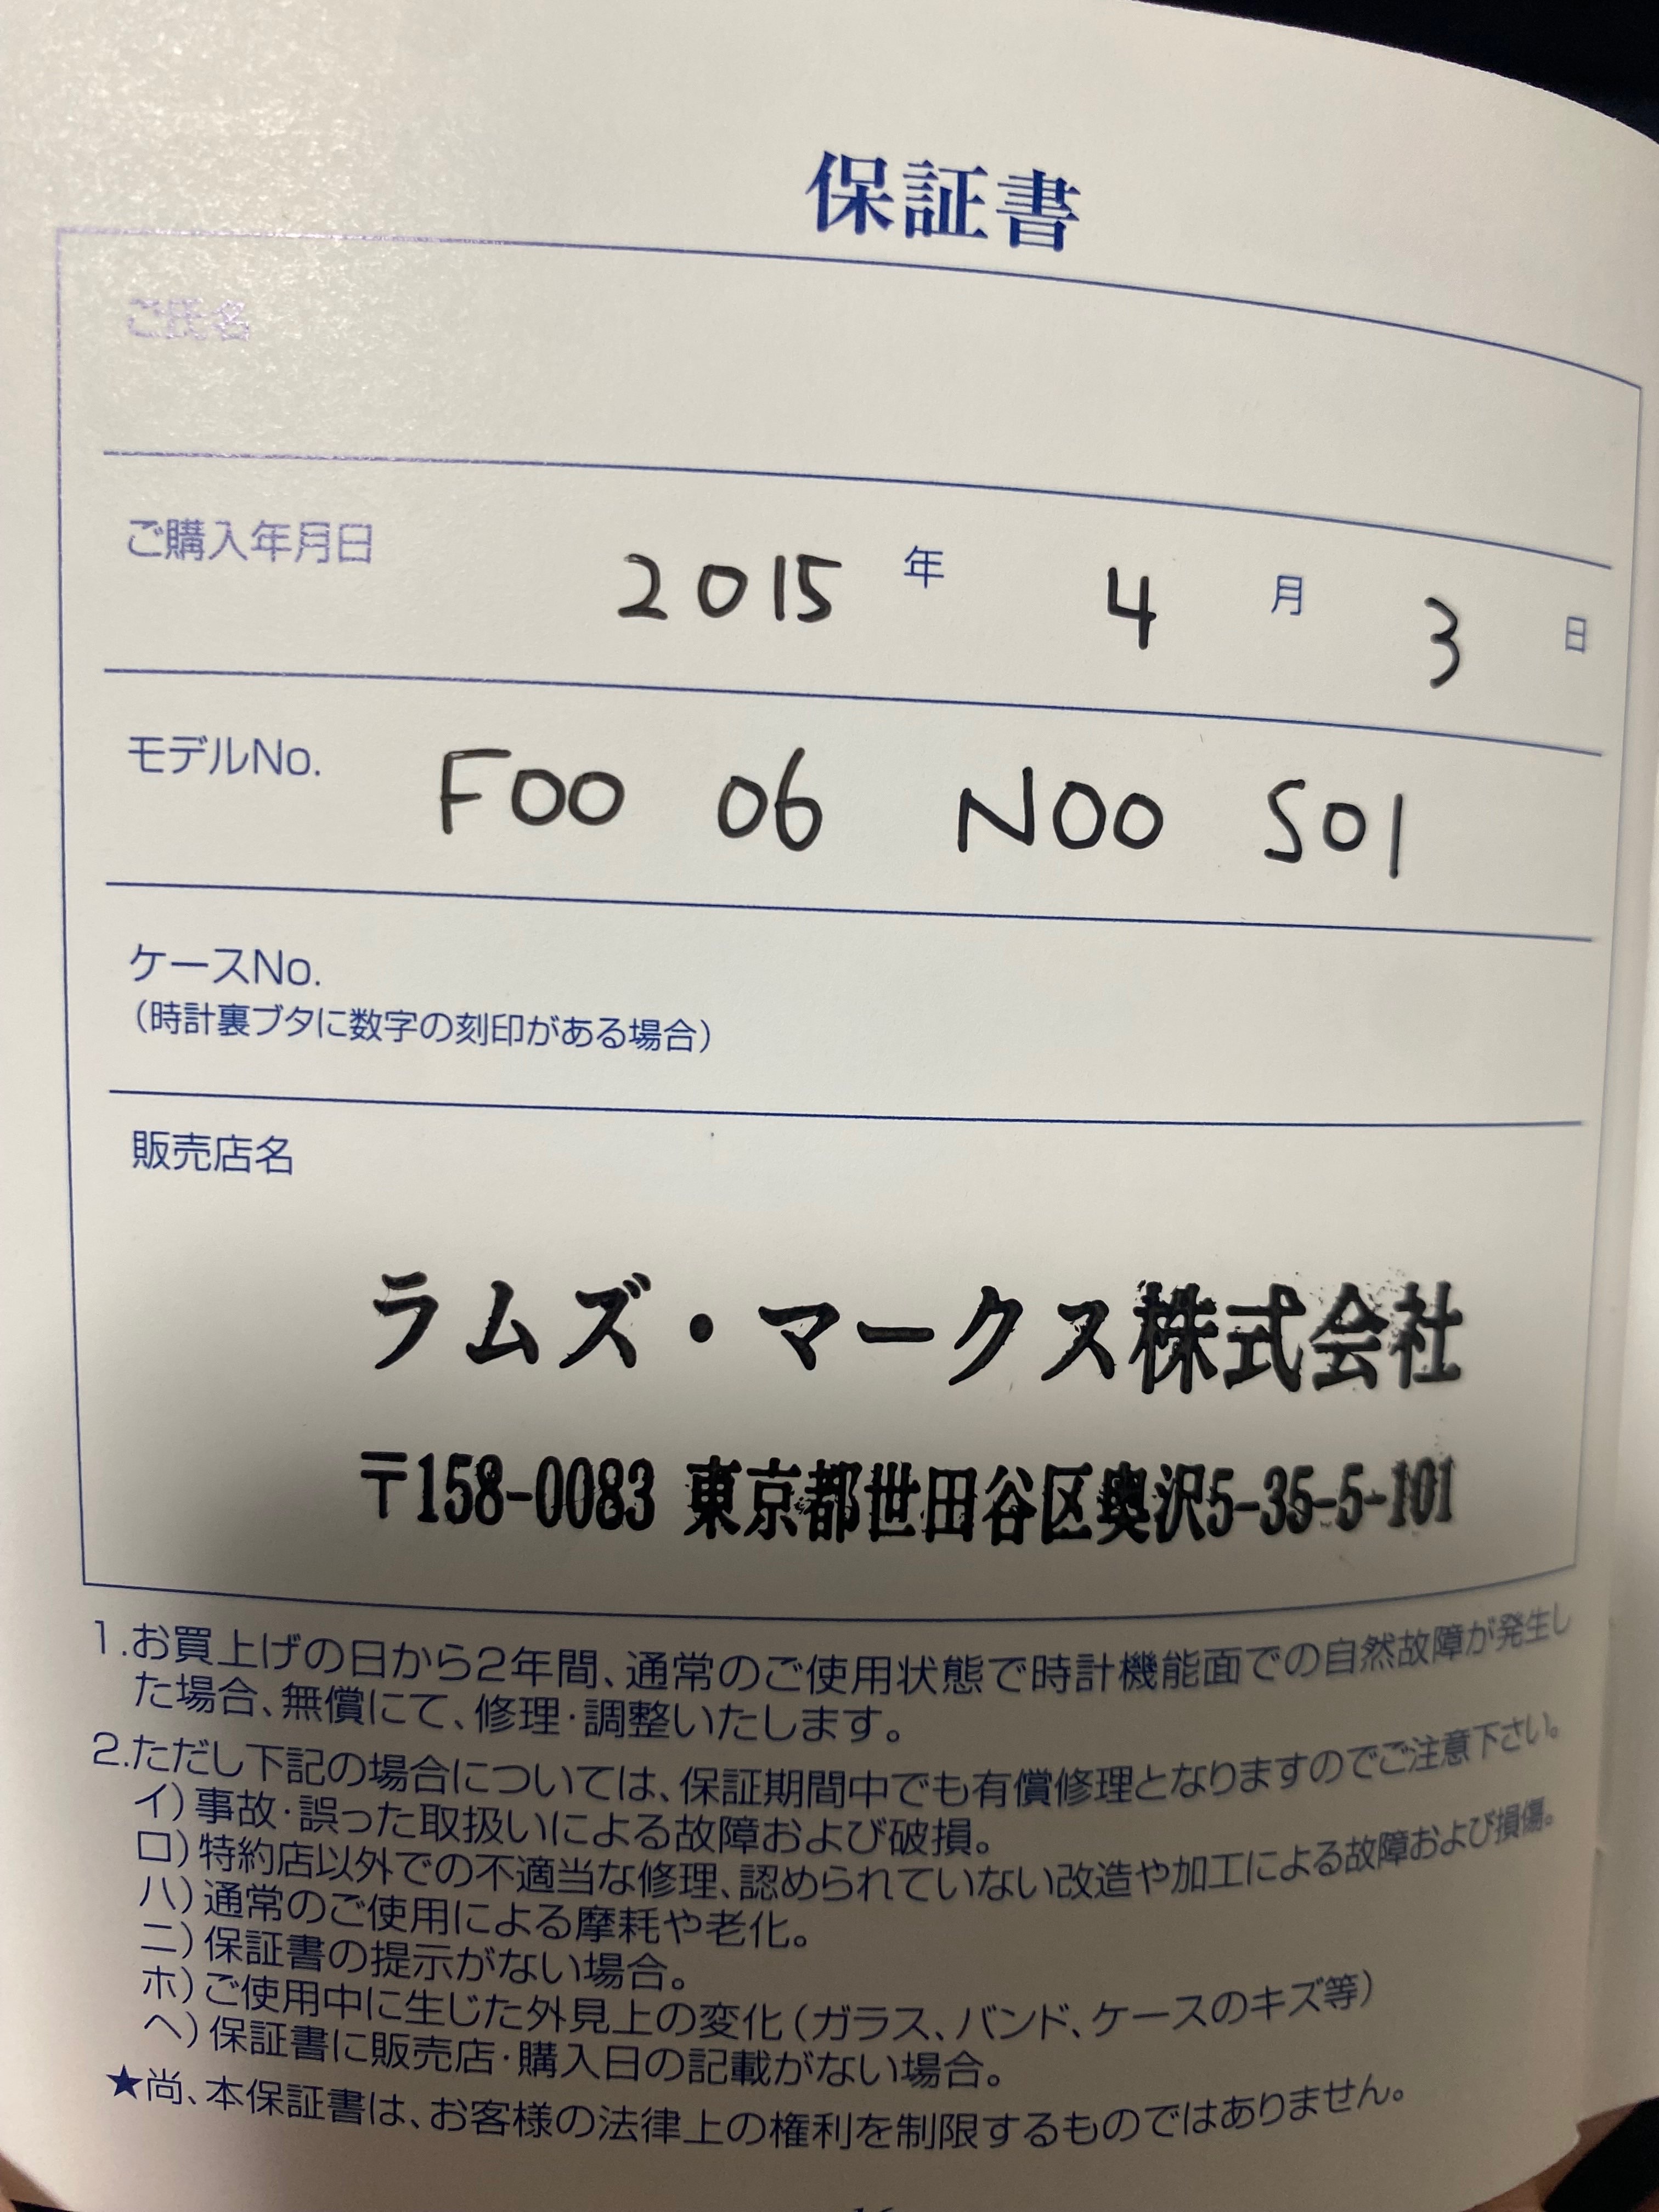 保証書
ご氏名
ご購入年月日 2015 年 4 月 3 日
モデルNo. F00 06 N00 S01
ケースNo.
（時計裏ブタに数字の刻印がある場合）
販売店名
ラムズ・マークス株式会社
〒158-0083 東京都世田谷区奥沢5-35-5-101
1.お買上げの日から2年間、通常のご使用状態で時計機能面での自然故障が発生し
た場合、無償にて、修理・調整いたします。
2.ただし下記の場合については、保証期間中でも有償修理となりますのでご注意下さい。
イ）事故・誤った取扱いによる故障および破損。
ロ）特約店以外での不適当な修理、認められていない改造や加工による故障および損傷。
ハ）通常のご使用による摩耗や老化。
ニ）保証書の提示がない場合。
ホ）ご使用中に生じた外見上の変化（ガラス、バンド、ケースのキズ等）
ヘ）保証書に販売店・購入日の記載がない場合。
★尚、本保証書は、お客様の法律上の権利を制限するものではありません。